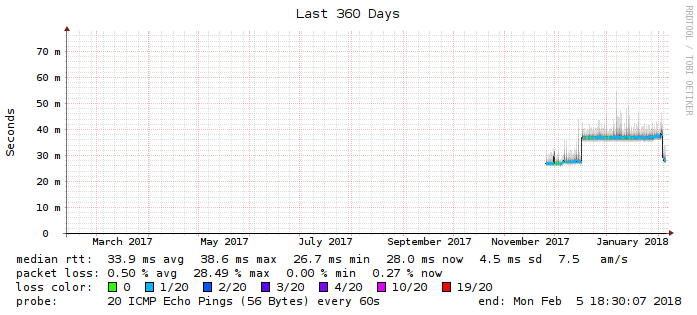 Last 360 Days
RRDTOOL / TOBI OETIKER
Seconds
70 m
60 m
50 m
40 m
30 m
20 m
10 m
0
March 2017 May 2017 July 2017 September 2017 November 2017 January 2018
median rtt: 33.9 ms avg 38.6 ms max 26.7 ms min 28.0 ms now 4.5 ms sd 7.5 am/s
packet loss: 0.50 % avg 28.49 % max 0.00 % min 0.27 % now
loss color: 0 1/20 2/20 3/20 4/20 10/20 19/20
probe: 20 ICMP Echo Pings (56 Bytes) every 60s end: Mon Feb 5 18:30:07 2018